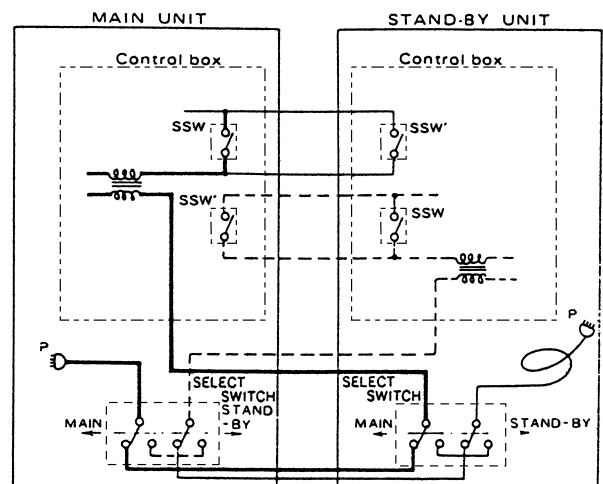 MAIN UNIT
STAND-BY UNIT
Control box
Control box
SSW
SSW'
SSW'
SSW
P
P
SELECT
SWITCH
STAND
-BY
MAIN
SELECT
SWITCH
MAIN
STAND-BY